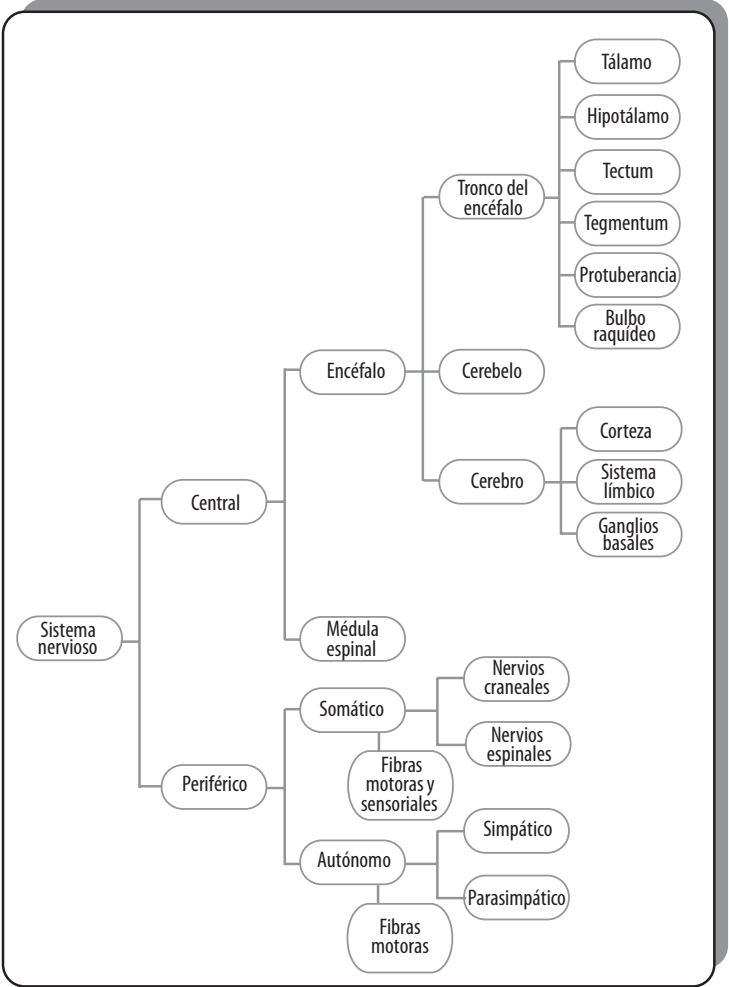 Tálamo
Hipotálamo
Tectum
Tronco del
encéfalo
Tegmentum
Protuberancia
Bulbo
raquídeo
Encéfalo
Cerebelo
Corteza
Cerebro
Sistema
límbico
Ganglios
basales
Central
Sistema
nervioso
Médula
espinal
Nervios
craneales
Somático
Nervios
espinales
Periférico
Fibras
motoras y
sensoriales
Simpático
Autónomo
Parasimpático
Fibras
motoras